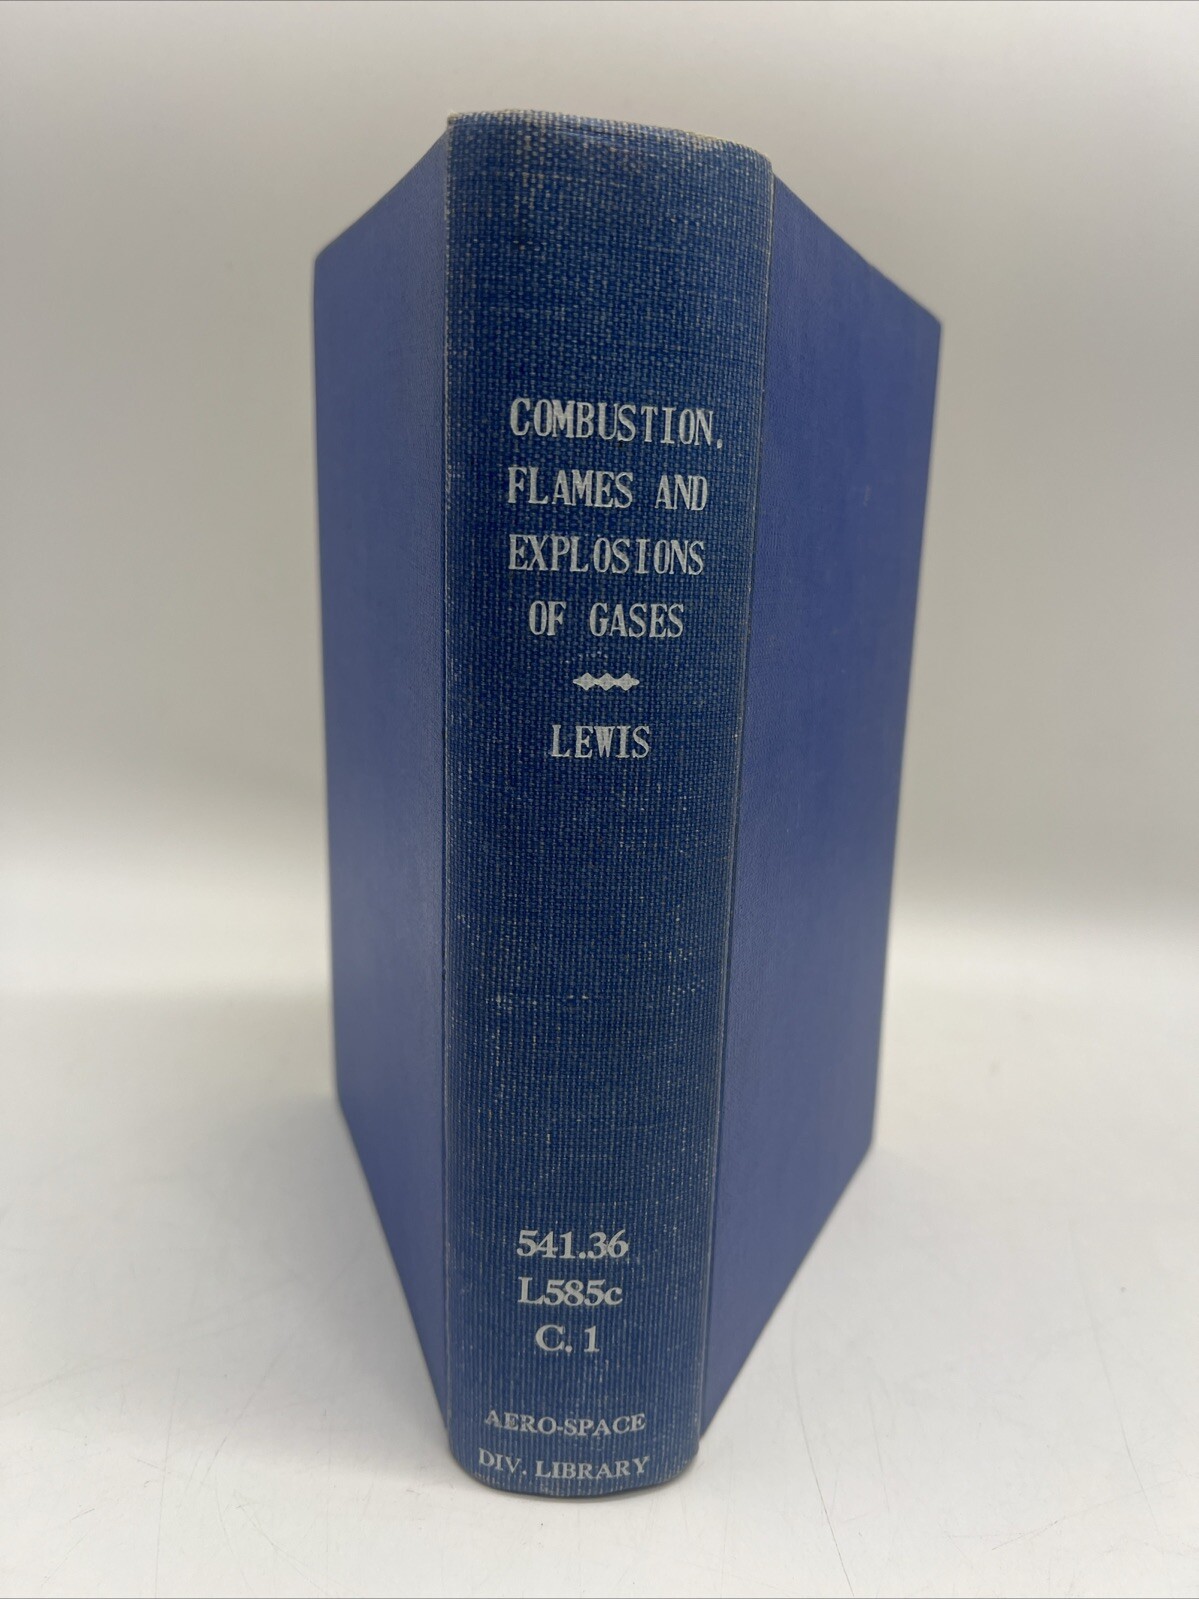 COMBUSTION,
FLAMES AND
EXPLOSIONS
OF GASES
LEWIS
541.36
L585c
C. 1
AERO-SPACE
DIV. LIBRARY